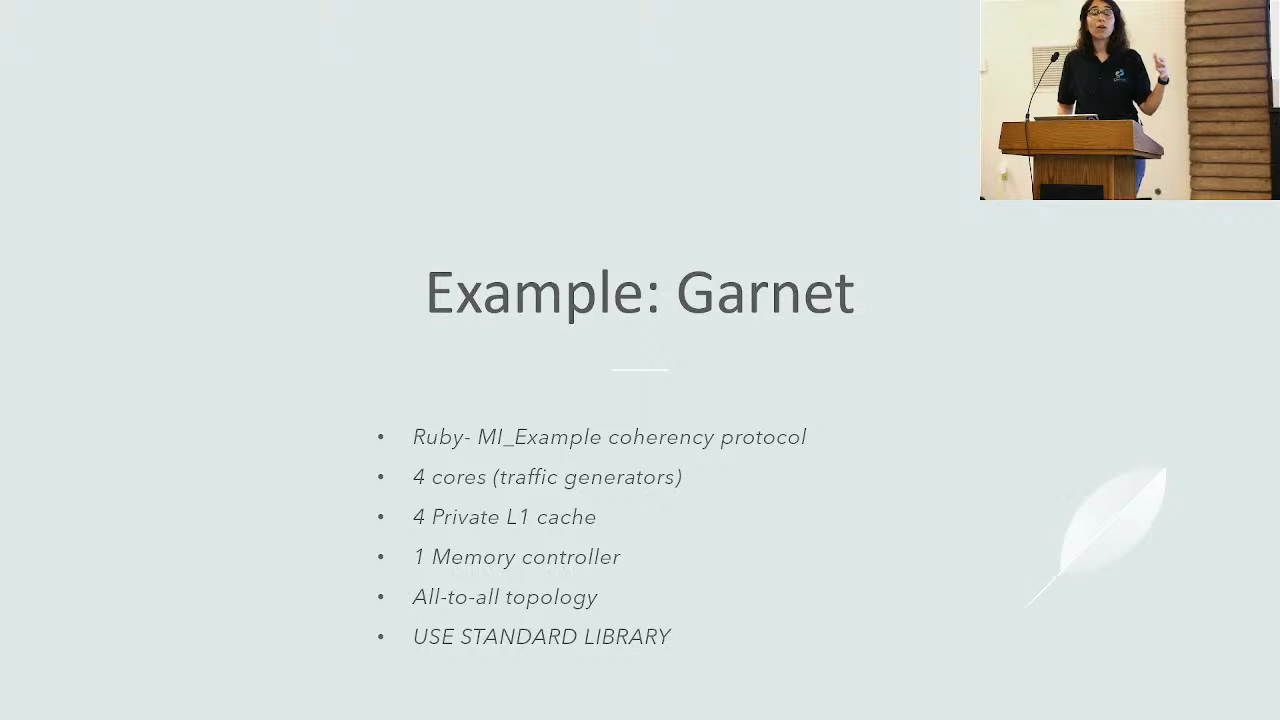 Example: Garnet
• Ruby- MI_Example coherency protocol
• 4 cores (traffic generators)
• 4 Private L1 cache
• 1 Memory controller
• All-to-all topology
• USE STANDARD LIBRARY